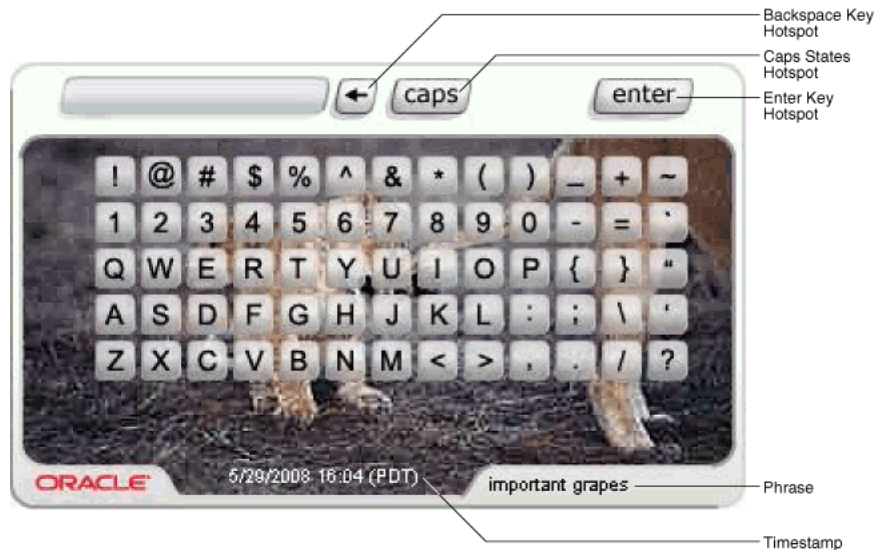 Backspace Key
Hotspot
Caps States
Hotspot
caps
enter
Enter Key
Hotspot
! @ # $ % ^ & * ( ) _ + ~
1 2 3 4 5 6 7 8 9 0 - = `
Q W E R T Y U I O P { } "
A S D F G H J K L : ; \ '
Z X C V B N M < > , . / ?
ORACLE
5/29/2008 16:04 (PDT)
important grapes
Phrase
Timestamp